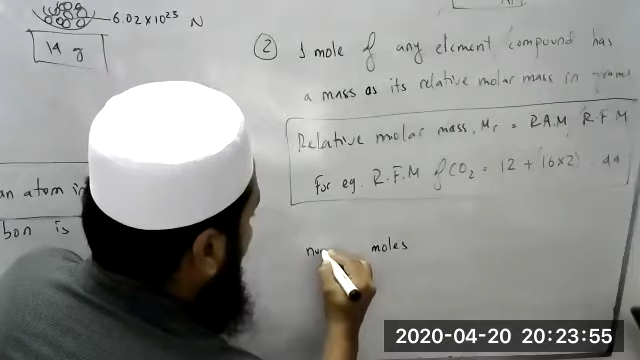 6.02×10²³ N
14 g
② 1 mole of any element compound has
a mass as its relative molar mass in grams
Relative molar mass, Mr = R.A.M R.F.M
For eg. R.F.M of CO₂ = 12 + (16×2) 44
an atom in
bon is
moles
2020-04-20 20:23:55